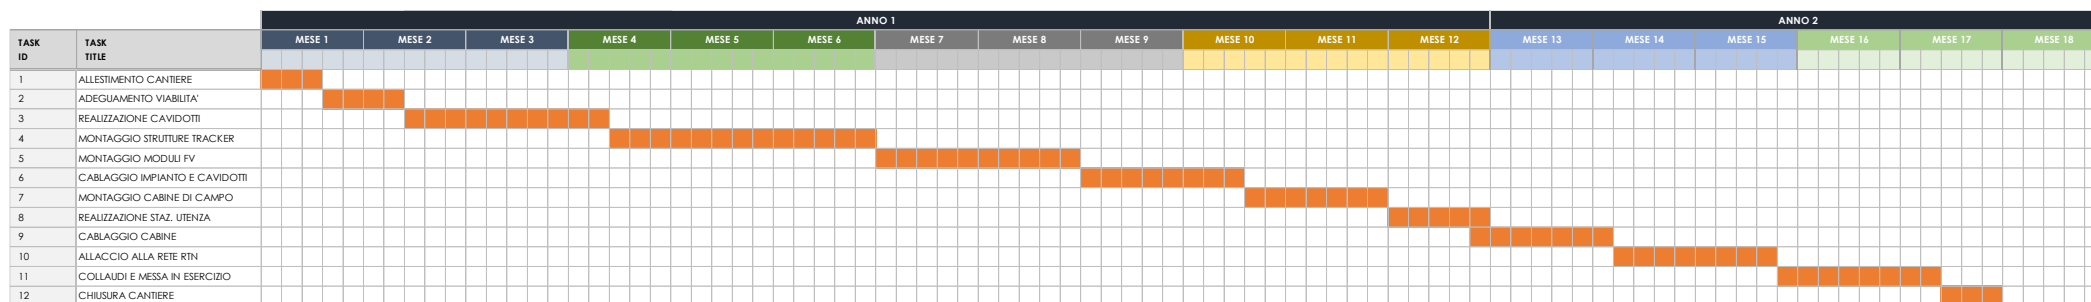 ANNO 1 ANNO 2
TASK ID TASK TITLE MESE 1 MESE 2 MESE 3 MESE 4 MESE 5 MESE 6 MESE 7 MESE 8 MESE 9 MESE 10 MESE 11 MESE 12 MESE 13 MESE 14 MESE 15 MESE 16 MESE 17 MESE 18
1 ALLESTIMENTO CANTIERE
2 ADEGUAMENTO VIABILITA'
3 REALIZZAZIONE CAVIDOTTI
4 MONTAGGIO STRUTTURE TRACKER
5 MONTAGGIO MODULI FV
6 CABLAGGIO IMPIANTO E CAVIDOTTI
7 MONTAGGIO CABINE DI CAMPO
8 REALIZZAZIONE STAZ. UTENZA
9 CABLAGGIO CABINE
10 ALLACCIO ALLA RETE RTN
11 COLLAUDI E MESSA IN ESERCIZIO
12 CHIUSURA CANTIERE